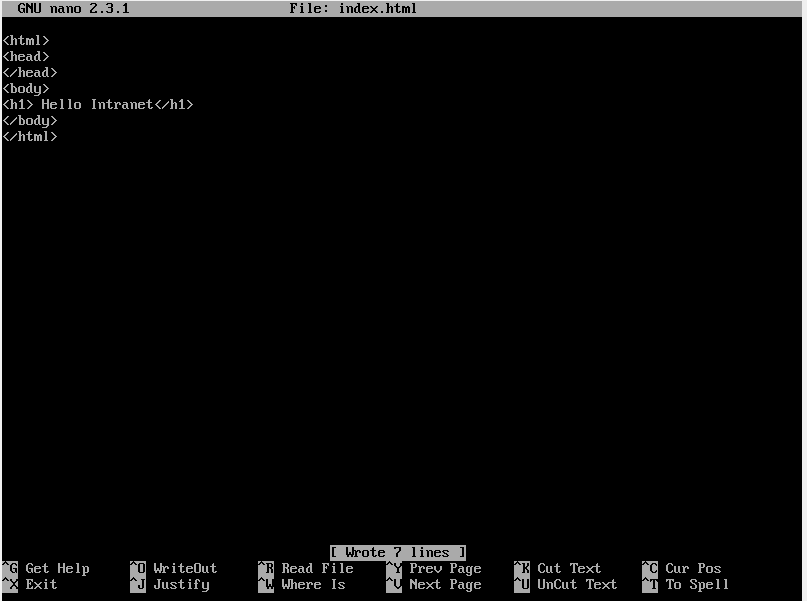 GNU nano 2.3.1 File: index.html
<html>
<head>
</head>
<body>
<h1> Hello Intranet</h1>
</body>
</html>
[ Wrote 7 lines ]
^G Get Help ^O WriteOut ^R Read File ^Y Prev Page ^K Cut Text ^C Cur Pos
^X Exit ^J Justify ^W Where Is ^V Next Page ^U UnCut Text ^T To Spell